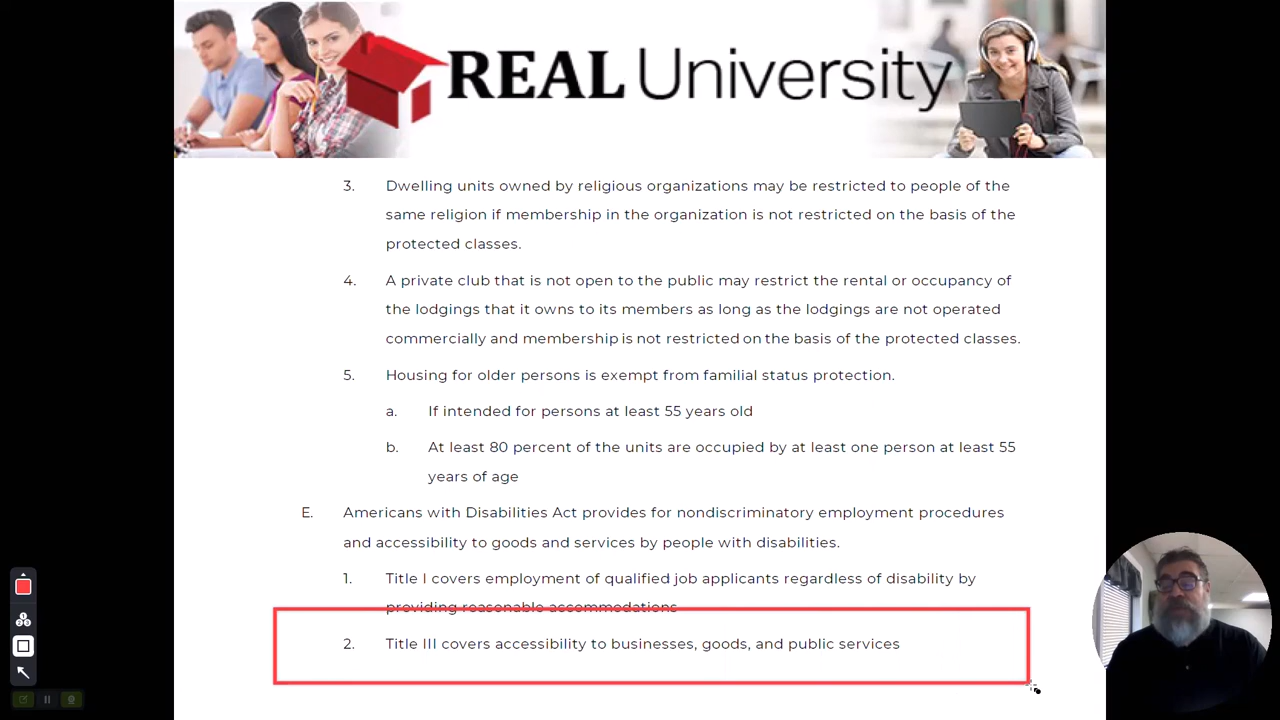 REAL University
3. Dwelling units owned by religious organizations may be restricted to people of the
same religion if membership in the organization is not restricted on the basis of the
protected classes.
4. A private club that is not open to the public may restrict the rental or occupancy of
the lodgings that it owns to its members as long as the lodgings are not operated
commercially and membership is not restricted on the basis of the protected classes.
5. Housing for older persons is exempt from familial status protection.
a. If intended for persons at least 55 years old
b. At least 80 percent of the units are occupied by at least one person at least 55
years of age
E. Americans with Disabilities Act provides for nondiscriminatory employment procedures
and accessibility to goods and services by people with disabilities.
1. Title I covers employment of qualified job applicants regardless of disability by
providing reasonable accommodations
2. Title III covers accessibility to businesses, goods, and public services